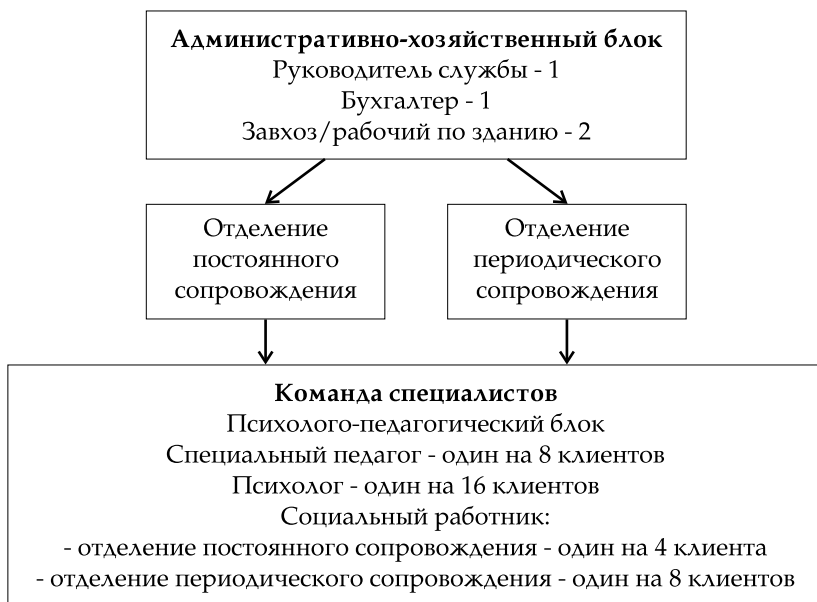 Административно-хозяйственный блок
Руководитель службы - 1
Бухгалтер - 1
Завхоз/рабочий по зданию - 2
Отделение
постоянного
сопровождения
Отделение
периодического
сопровождения
Команда специалистов
Психолого-педагогический блок
Специальный педагог - один на 8 клиентов
Психолог - один на 16 клиентов
Социальный работник:
- отделение постоянного сопровождения - один на 4 клиента
- отделение периодического сопровождения - один на 8 клиентов